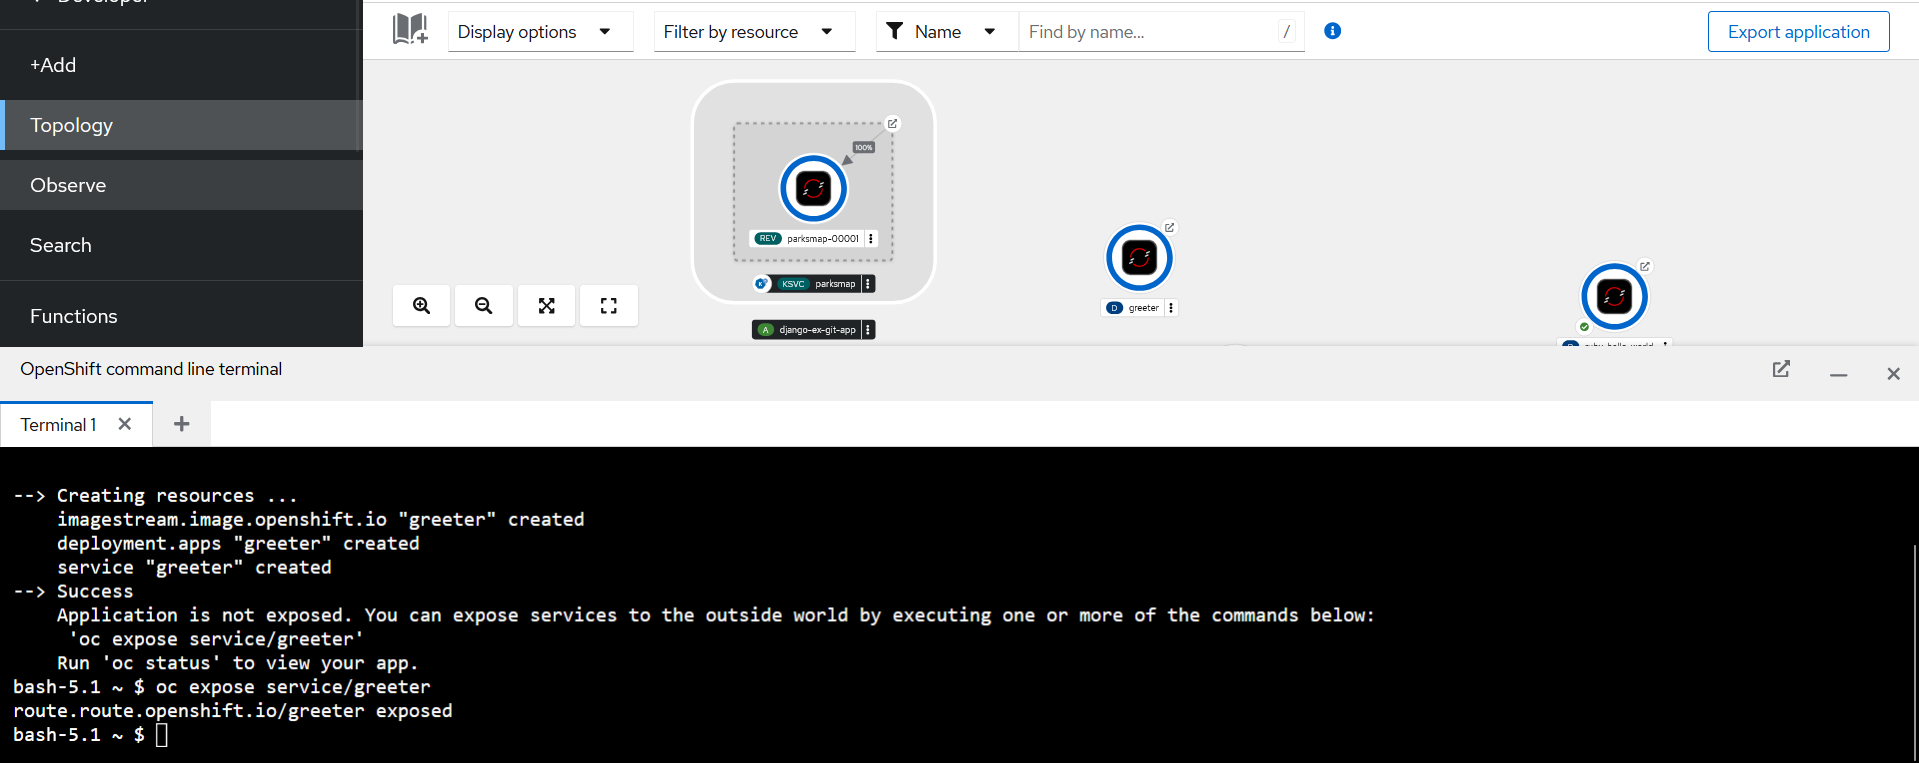 Developer
+Add
Topology
Observe
Search
Functions
Display options
Filter by resource
Name
Find by name...
/
Export application
100%
REV parksmap-00001
KSVC parksmap
A django-ex-git-app
D greeter
D ruby-hello-world
OpenShift command line terminal
Terminal 1
--> Creating resources ...
imagestream.image.openshift.io "greeter" created
deployment.apps "greeter" created
service "greeter" created
--> Success
Application is not exposed. You can expose services to the outside world by executing one or more of the commands below:
'oc expose service/greeter'
Run 'oc status' to view your app.
bash-5.1 ~ $ oc expose service/greeter
route.route.openshift.io/greeter exposed
bash-5.1 ~ $